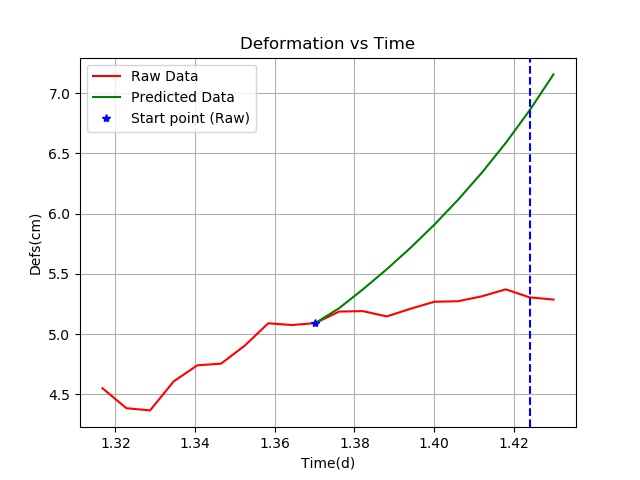 Deformation vs Time
Raw Data
Predicted Data
Start point (Raw)
7.0
6.5
6.0
5.5
5.0
4.5
Defs(cm)
1.32 1.34 1.36 1.38 1.40 1.42
Time(d)